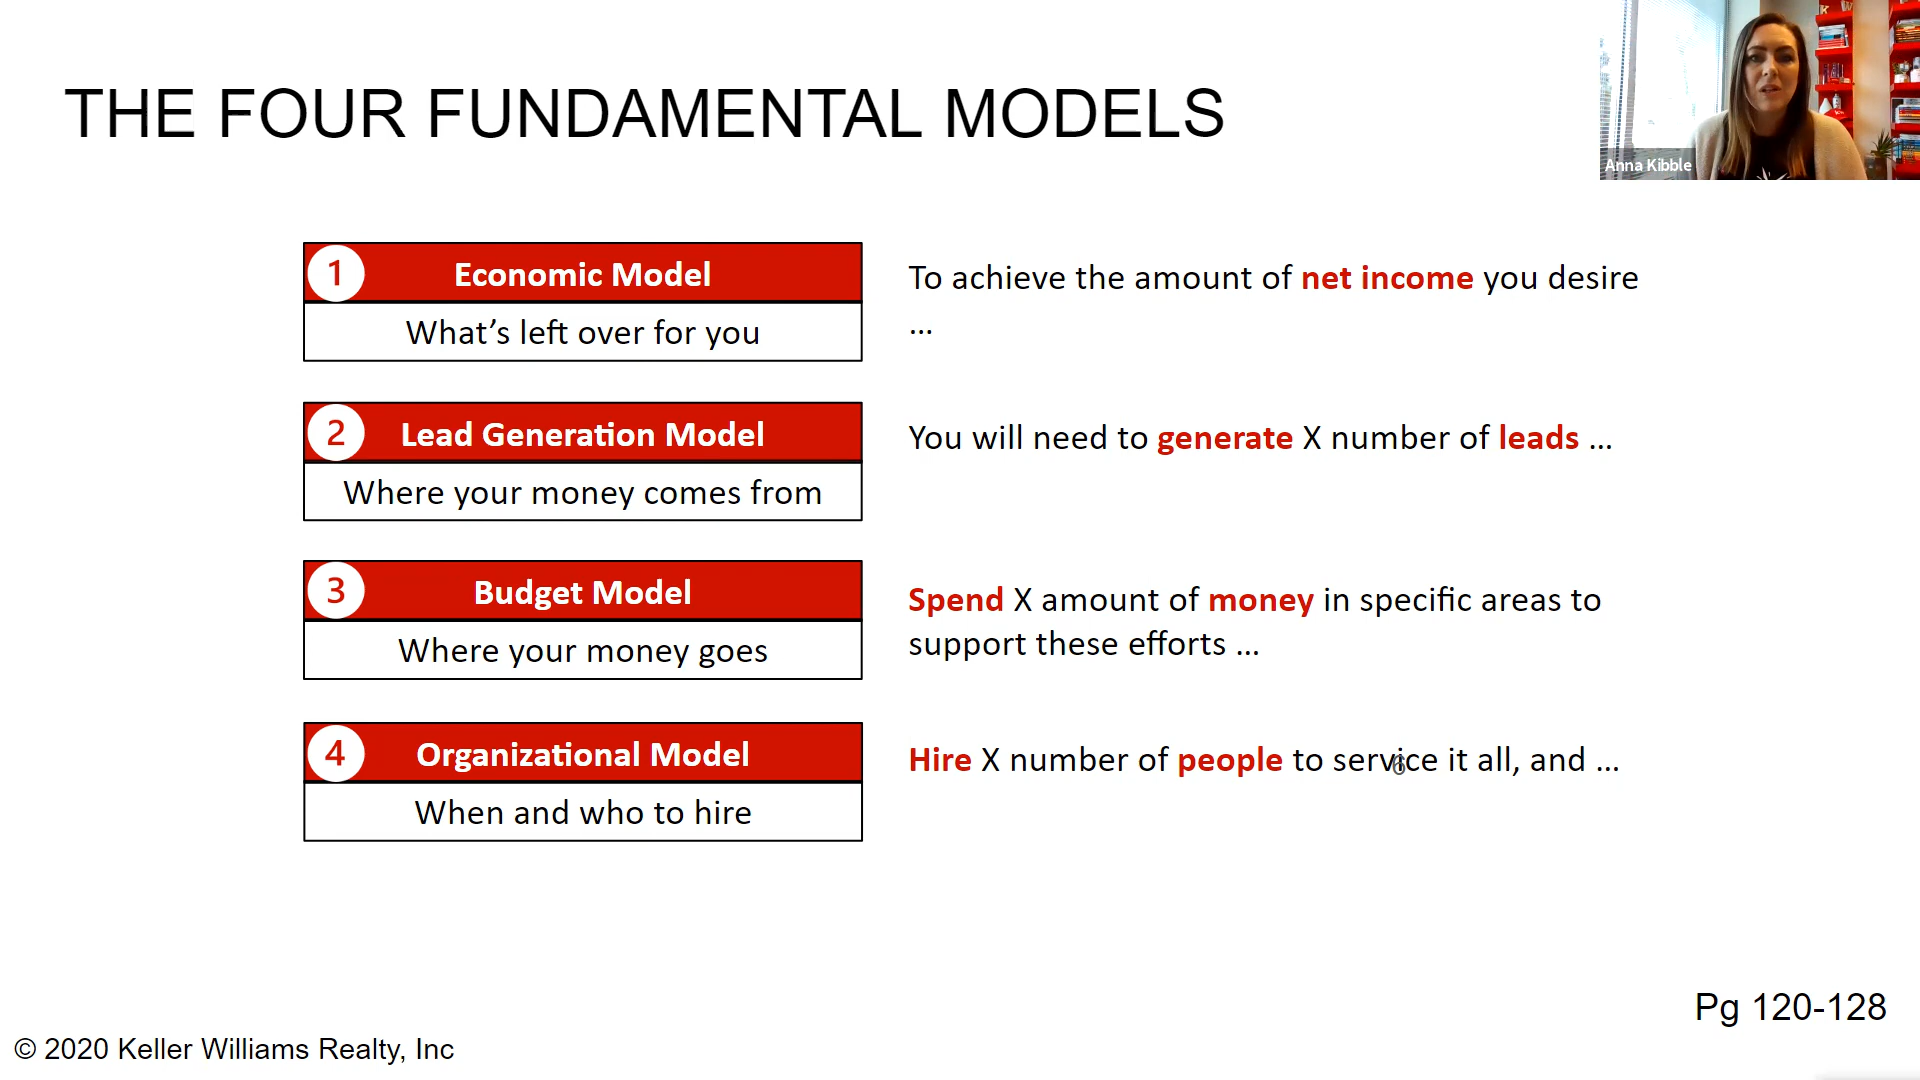 THE FOUR FUNDAMENTAL MODELS
Anna Kibble
1
Economic Model
What’s left over for you
To achieve the amount of net income you desire
...
2
Lead Generation Model
Where your money comes from
You will need to generate X number of leads ...
3
Budget Model
Where your money goes
Spend X amount of money in specific areas to
support these efforts ...
4
Organizational Model
When and who to hire
Hire X number of people to service it all, and ...
6
Pg 120-128
© 2020 Keller Williams Realty, Inc